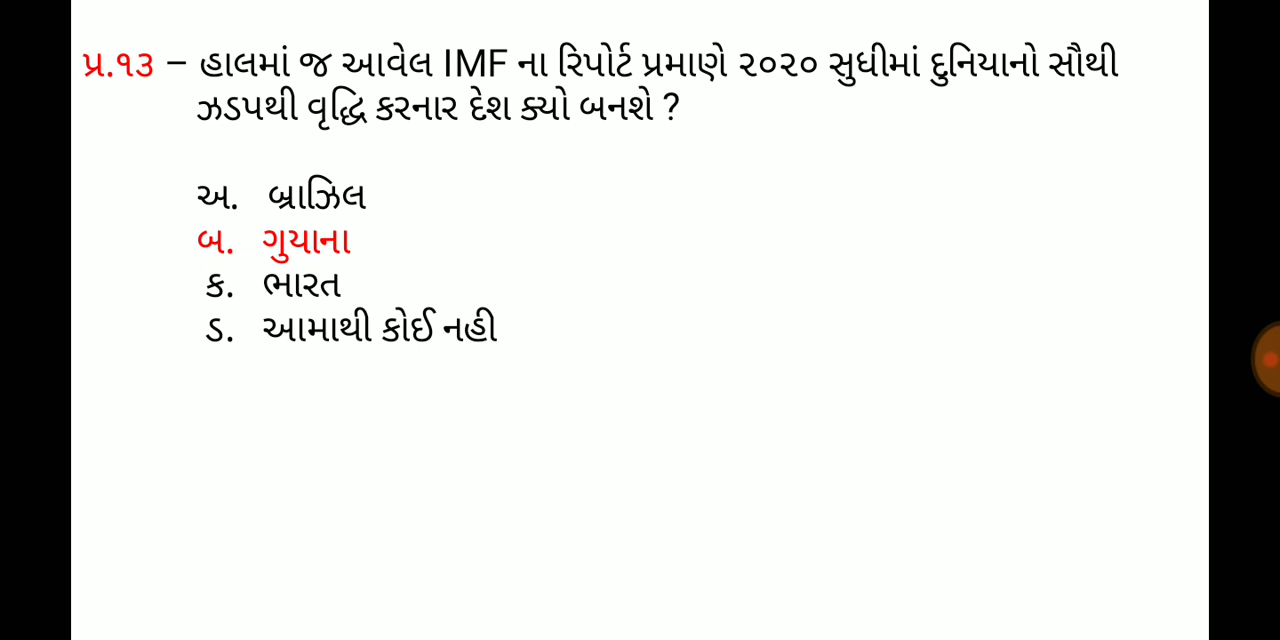 પ્ર.૧૩ – હાલમાં જ આવેલ IMF ના રિપોર્ટ પ્રમાણે ૨૦૨૦ સુધીમાં દુનિયાનો સૌથી
ઝડપથી વૃદ્ધિ કરનાર દેશ ક્યો બનશે ?
અ. બ્રાઝિલ
બ. ગુયાના
ક. ભારત
ડ. આમાથી કોઈ નહી